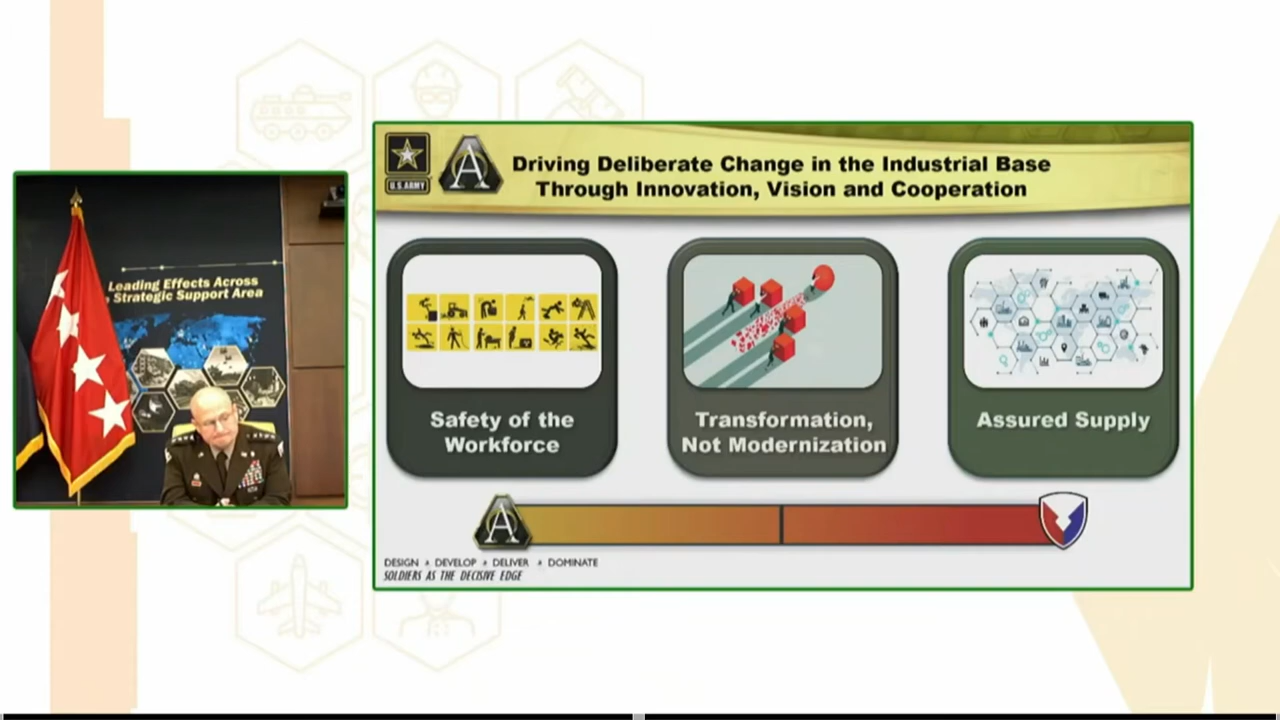 Leading Effects Across
Strategic Support Area
U.S. ARMY
A
Driving Deliberate Change in the Industrial Base
Through Innovation, Vision and Cooperation
Safety of the
Workforce
Transformation,
Not Modernization
Assured Supply
A
DESIGN DEVELOP DELIVER DOMINATE
SOLDIERS AS THE DECISIVE EDGE